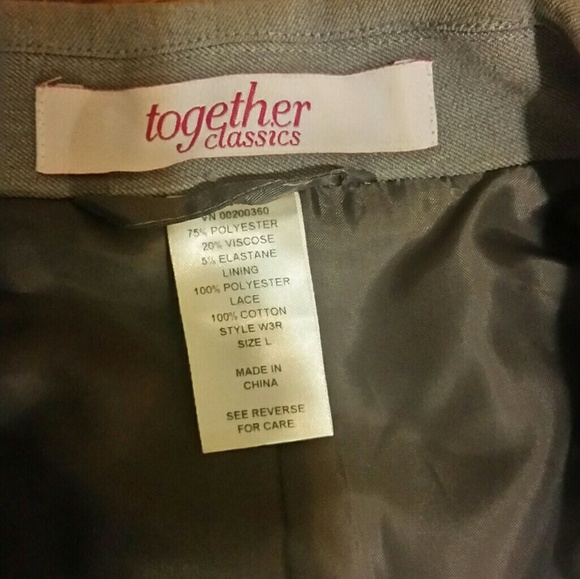 together
classics
VN 00200360
75% POLYESTER
20% VISCOSE
5% ELASTANE
LINING
100% POLYESTER
LACE
100% COTTON
STYLE W3R
SIZE L
MADE IN
CHINA
SEE REVERSE
FOR CARE